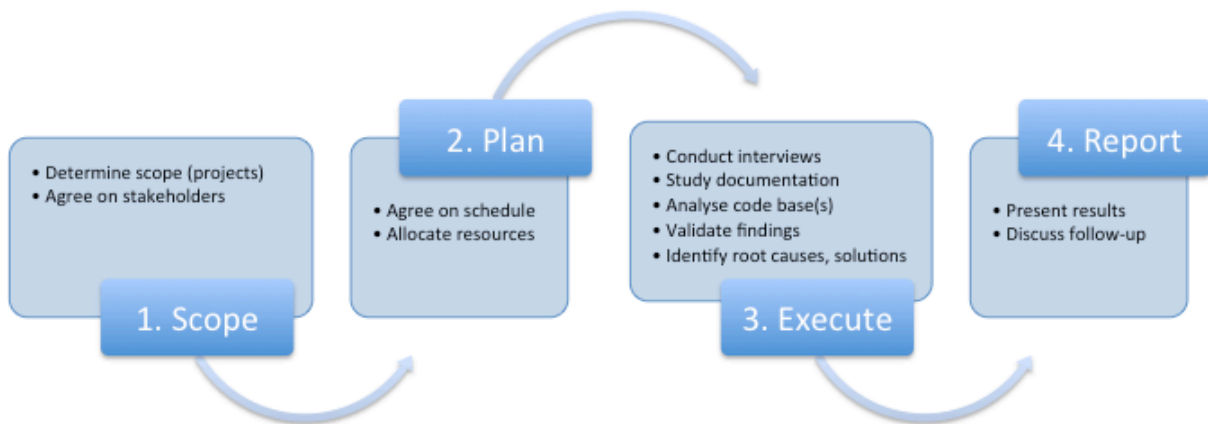 • Determine scope (projects)
• Agree on stakeholders
1. Scope
2. Plan
• Agree on schedule
• Allocate resources
• Conduct interviews
• Study documentation
• Analyse code base(s)
• Validate findings
• Identify root causes, solutions
3. Execute
4. Report
• Present results
• Discuss follow-up